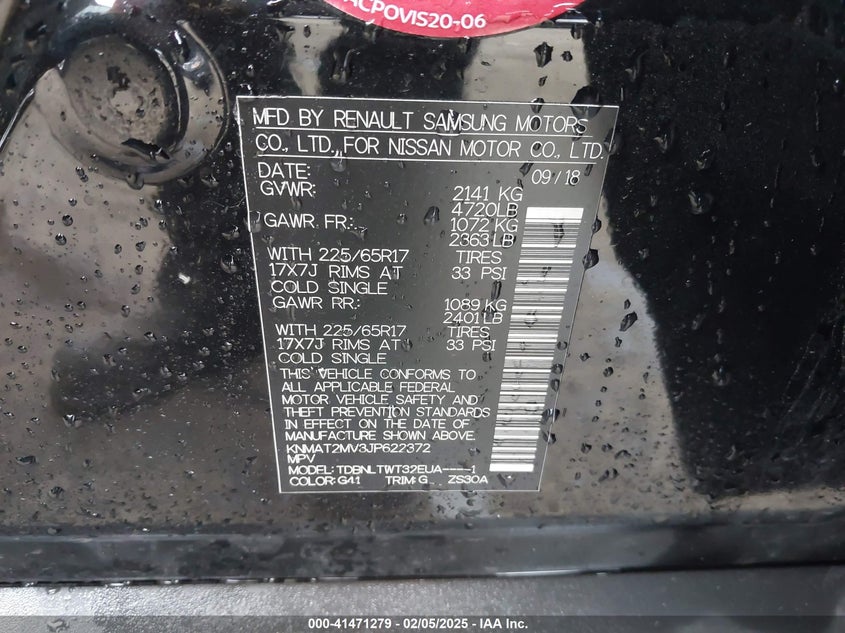 ACPOVIS20-06
MFD BY RENAULT SAMSUNG MOTORS
CO., LTD. FOR NISSAN MOTOR CO., LTD.
DATE: 09/18
GVWR: 2141 KG
4720LB
GAWR FR: 1072 KG
2363LB
WITH 225/65R17 TIRES
17X7J RIMS AT 33 PSI
COLD SINGLE
GAWR RR: 1089 KG
2401LB
WITH 225/65R17 TIRES
17X7J RIMS AT 33 PSI
COLD SINGLE
THIS VEHICLE CONFORMS TO
ALL APPLICABLE FEDERAL
MOTOR VEHICLE SAFETY AND
THEFT PREVENTION STANDARDS
IN EFFECT ON THE DATE OF
MANUFACTURE SHOWN ABOVE.
KNMAT2MV3JP622372
MPV
MODEL: TDBNLTWT32EUA----1
COLOR: G41 TRIM: G ZS30A
000-41471279 - 02/05/2025 - IAA Inc.